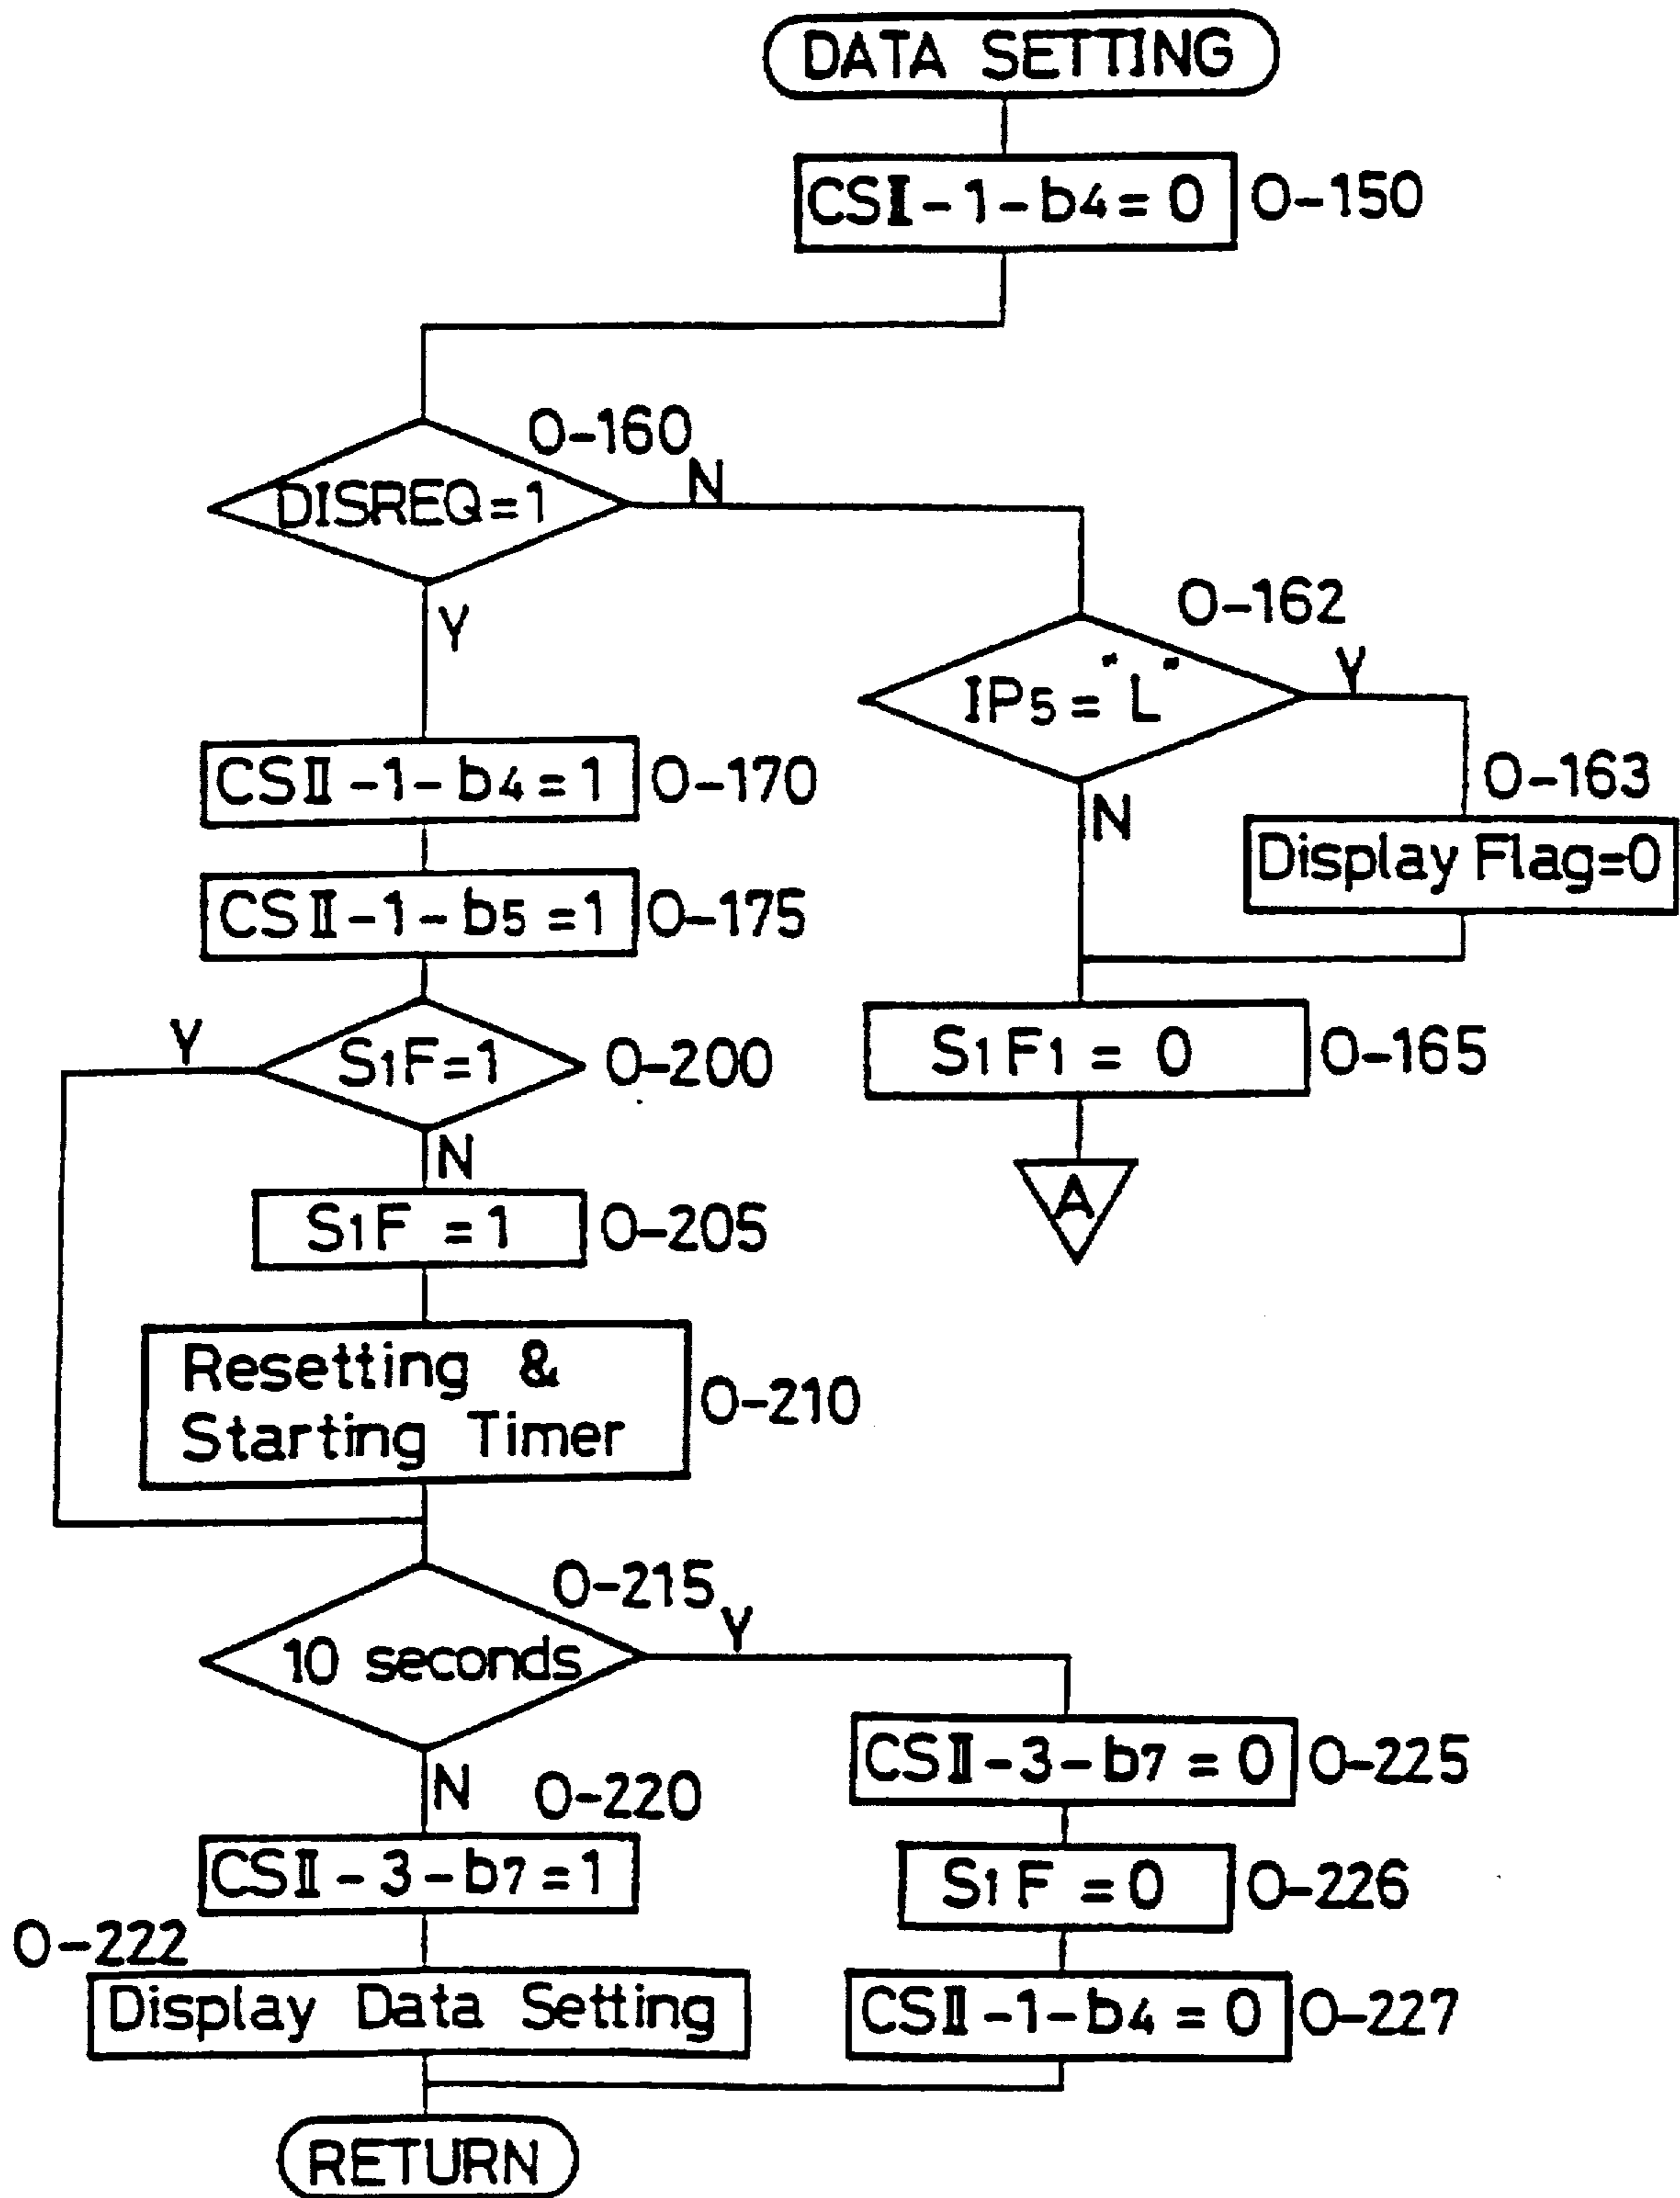 DATA SETTING
CSI-1-b4=0 O-150
O-160
DISREQ=1
N
Y
O-162
IP5="L"
Y
N
O-163
Display Flag=0
S1F1=0 O-165
A
CSII-1-b4=1 O-170
CSII-1-b5=1 O-175
S1F=1 O-200
Y
N
S1F=1 O-205
Resetting &
Starting Timer
O-210
O-215
10 seconds
Y
N
O-220
CSII-3-b7=1
O-222
Display Data Setting
CSII-3-b7=0 O-225
S1F=0 O-226
CSII-1-b4=0 O-227
RETURN